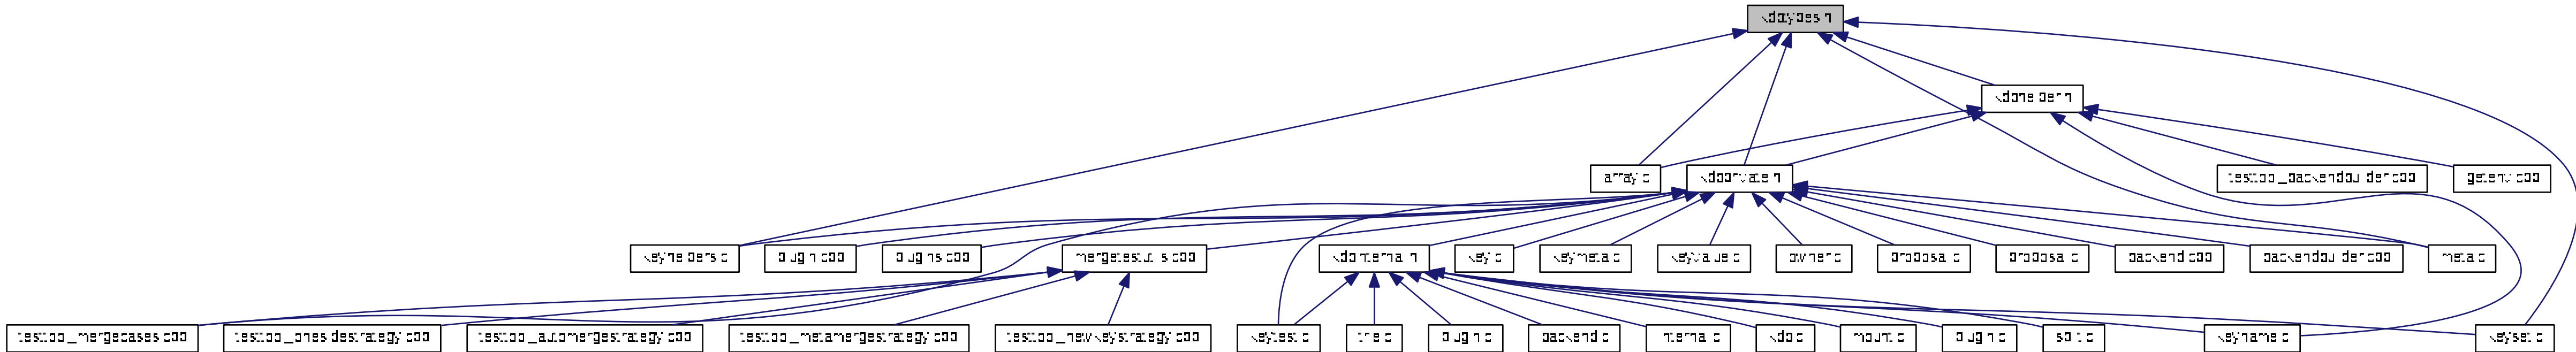 kdbtypes.h
kdbhelper.h
array.c
kdbprivate.h
testcpp_backendbuilder.cpp
getenv.cpp
keyhelpers.c
plugin.cpp
plugins.cpp
mergetestutils.cpp
kdbinternal.h
key.c
keymeta.c
keyvalue.c
owner.c
proposal.c
proposal.c
backend.cpp
backendbuilder.cpp
meta.c
testcpp_mergecases.cpp
testcpp_onesidestrategy.cpp
testcpp_automergestrategy.cpp
testcpp_metamergestrategy.cpp
testcpp_newkeystrategy.cpp
keytest.c
trie.c
plugin.c
backend.c
internal.c
kdb.c
mount.c
plugin.c
split.c
keyname.c
keyset.c